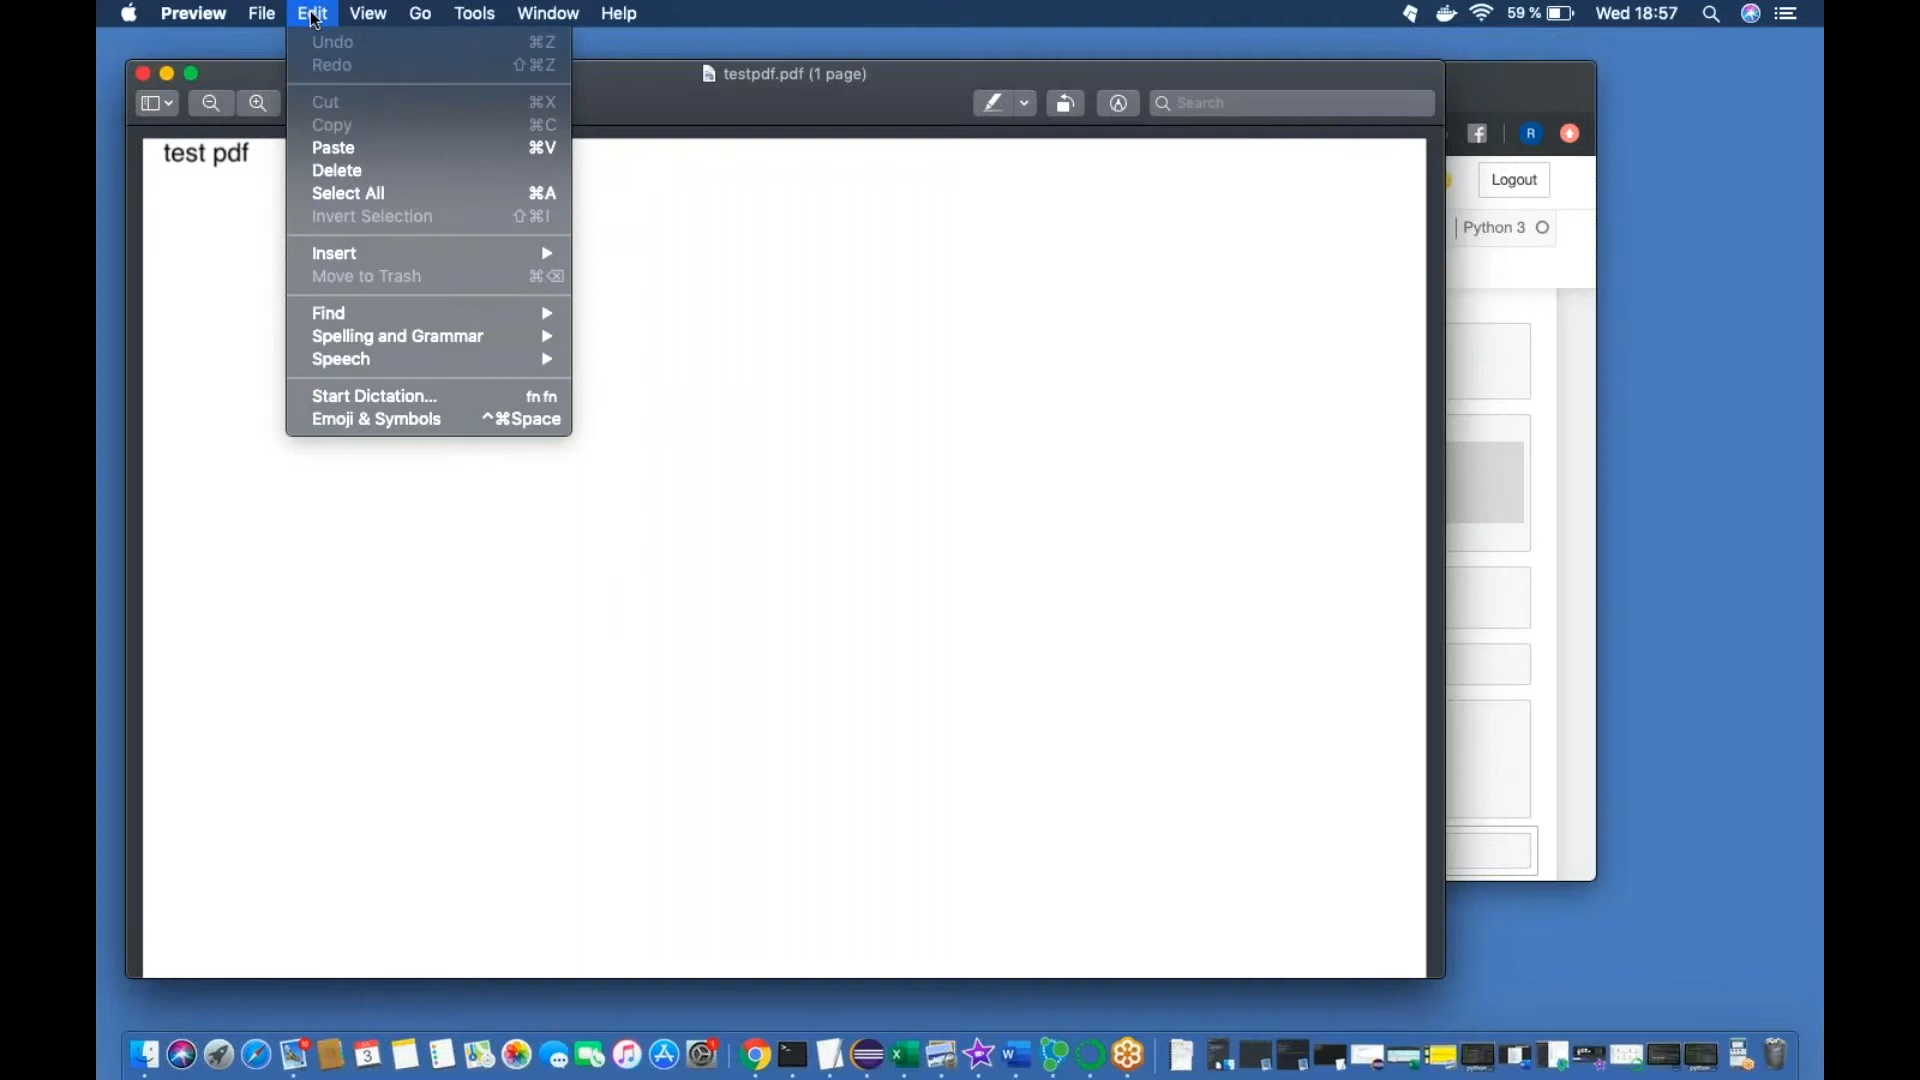 Preview File Edit View Go Tools Window Help 59 % Wed 18:57
Undo ⌘Z
Redo ⇧⌘Z
Cut ⌘X
Copy ⌘C
Paste ⌘V
Delete
Select All ⌘A
Invert Selection ⇧⌘I
Insert
Move to Trash ⌘⌫
Find
Spelling and Grammar
Speech
Start Dictation... fn fn
Emoji & Symbols ^⌘Space
testpdf.pdf (1 page)
Search
test pdf
R
Logout
Python 3
3